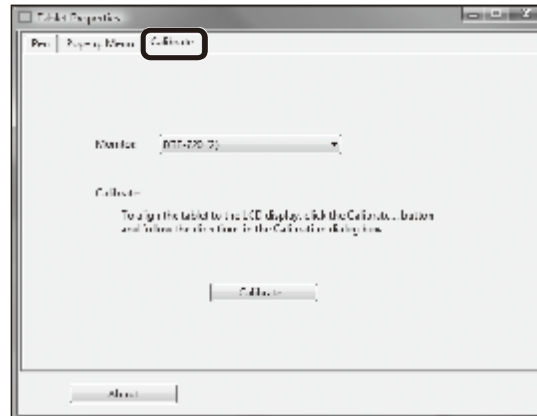 Tablet Properties
Pen Pop-up Menu Calibrate
Monitor:
Calibrate
To align the tablet to the LCD display, click the Calibrate... button
and follow the directions in the Calibration dialog box.
Calibrate...
About